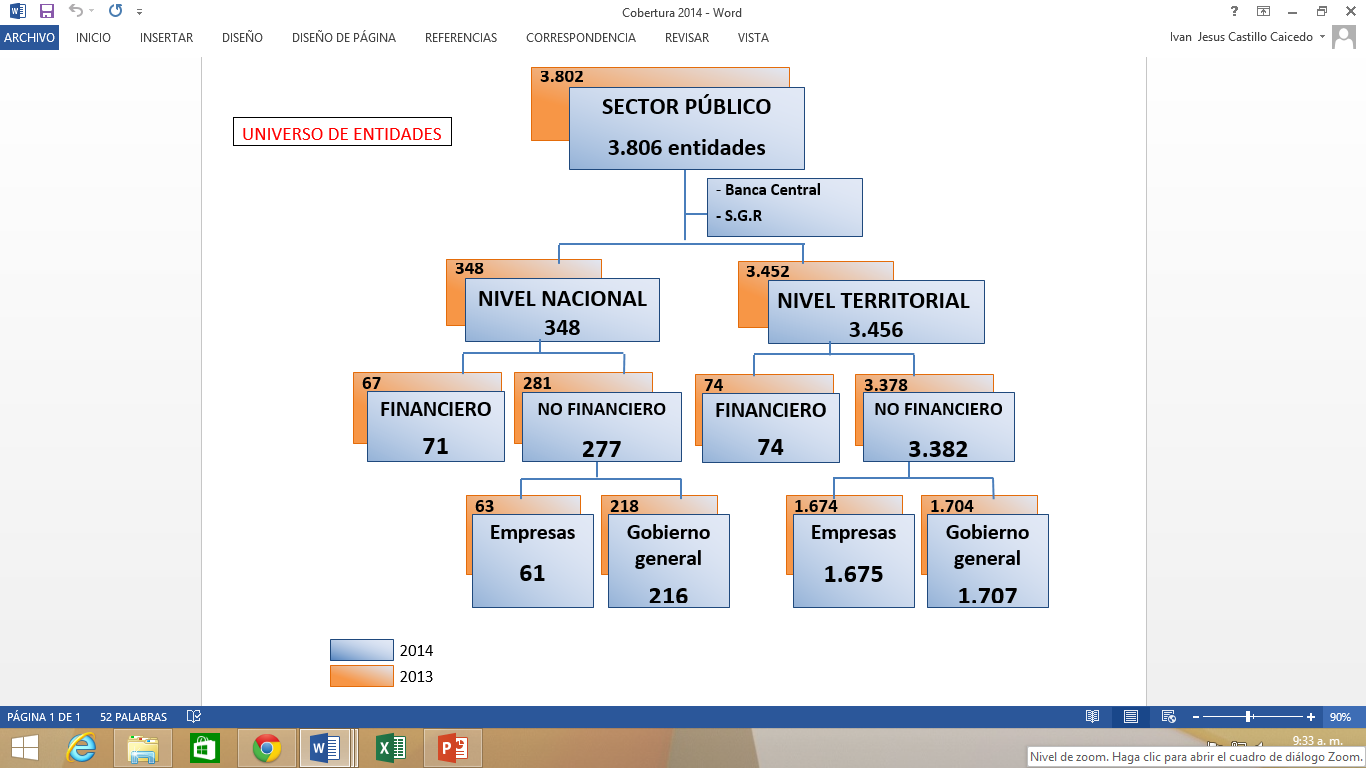 Cobertura 2014 - Word
ARCHIVO INICIO INSERTAR DISEÑO DISEÑO DE PÁGINA REFERENCIAS CORRESPONDENCIA REVISAR VISTA
Ivan Jesus Castillo Caicedo
3.802
SECTOR PÚBLICO
3.806 entidades
UNIVERSO DE ENTIDADES
- Banca Central
- S.G.R
348
NIVEL NACIONAL
348
3.452
NIVEL TERRITORIAL
3.456
67
FINANCIERO
71
281
NO FINANCIERO
277
74
FINANCIERO
74
3.378
NO FINANCIERO
3.382
63
Empresas
61
218
Gobierno
general
216
1.674
Empresas
1.675
1.704
Gobierno
general
1.707
2014
2013
PÁGINA 1 DE 1 52 PALABRAS
90%
9:33 a. m.
Nivel de zoom. Haga clic para abrir el cuadro de diálogo Zoom.